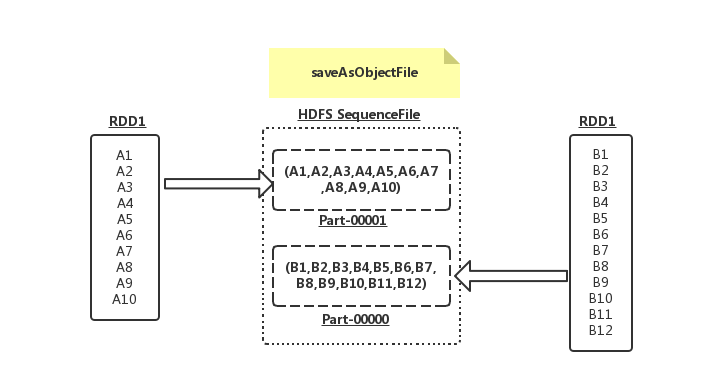 saveAsObjectFile
HDFS SequenceFile
RDD1
A1
A2
A3
A4
A5
A6
A7
A8
A9
A10
(A1,A2,A3,A4,A5,A6,A7
,A8,A9,A10)
Part-00001
(B1,B2,B3,B4,B5,B6,B7,
B8,B9,B10,B11,B12)
Part-00000
RDD1
B1
B2
B3
B4
B5
B6
B7
B8
B9
B10
B11
B12